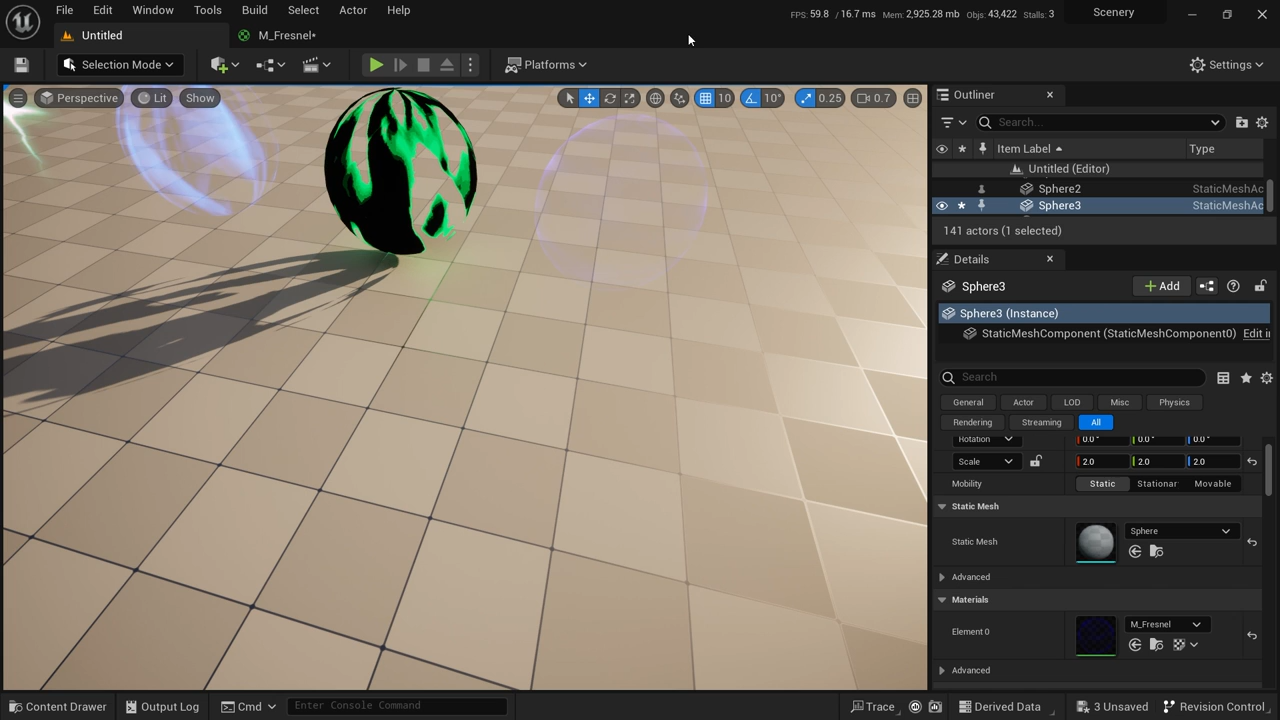 File Edit Window Tools Build Select Actor Help
FPS: 59.8 / 16.7 ms Mem: 2,925.28 mb Objs: 43,422 Stalls: 3
Scenery
Untitled
M_Fresnel*
Selection Mode
Platforms
Settings
Perspective
Lit
Show
10
10°
0.25
0.7
Outliner
Search...
Item Label
Type
Untitled (Editor)
Sphere2 StaticMeshAc
Sphere3 StaticMeshAc
141 actors (1 selected)
Details
Sphere3
Add
Sphere3 (Instance)
StaticMeshComponent (StaticMeshComponent0) Edit i
Search
General Actor LOD Misc Physics
Rendering Streaming All
Rotation 0.0° 0.0° 0.0°
Scale 2.0 2.0 2.0
Mobility Static Stationar Movable
Static Mesh
Static Mesh Sphere
Advanced
Materials
Element 0 M_Fresnel
Advanced
Content Drawer Output Log Cmd Enter Console Command Trace Derived Data 3 Unsaved Revision Control